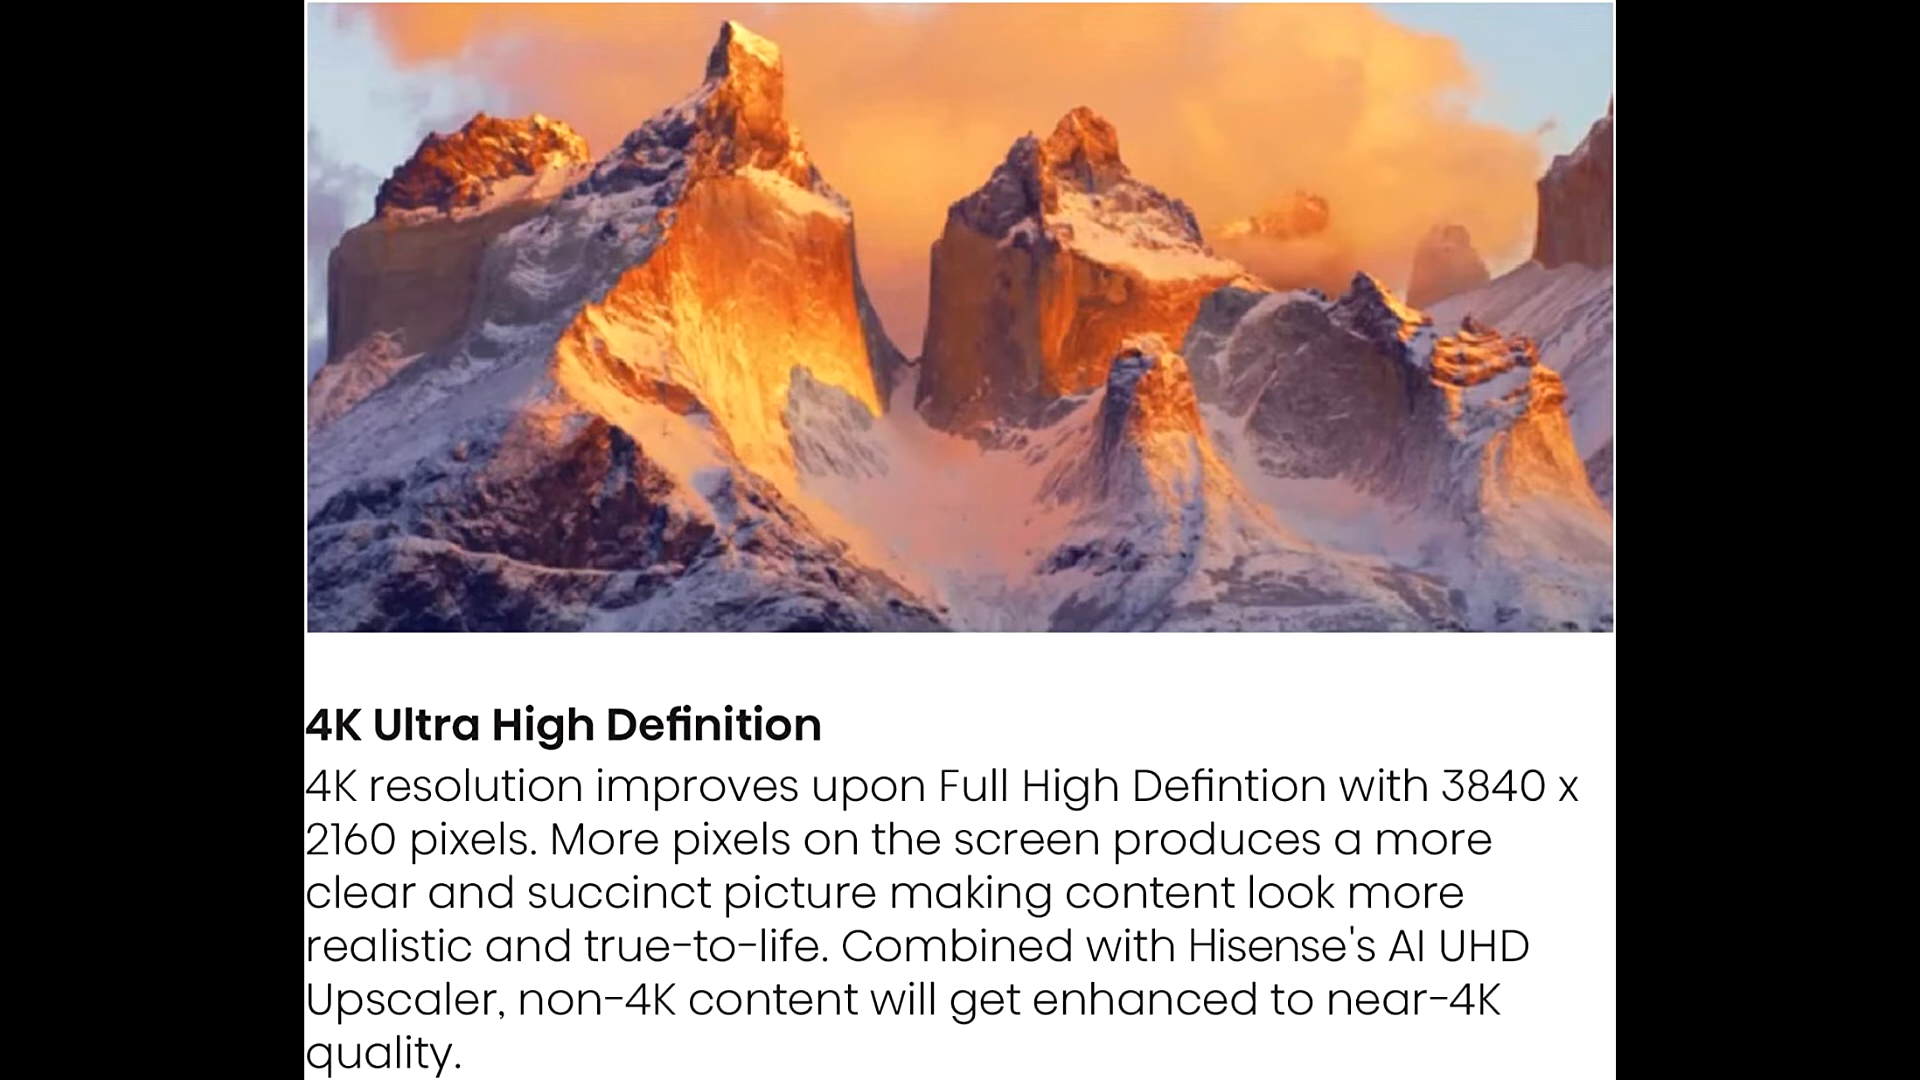 4K Ultra High Definition
4K resolution improves upon Full High Defintion with 3840 x
2160 pixels. More pixels on the screen produces a more
clear and succinct picture making content look more
realistic and true-to-life. Combined with Hisense's AI UHD
Upscaler, non-4K content will get enhanced to near-4K
quality.